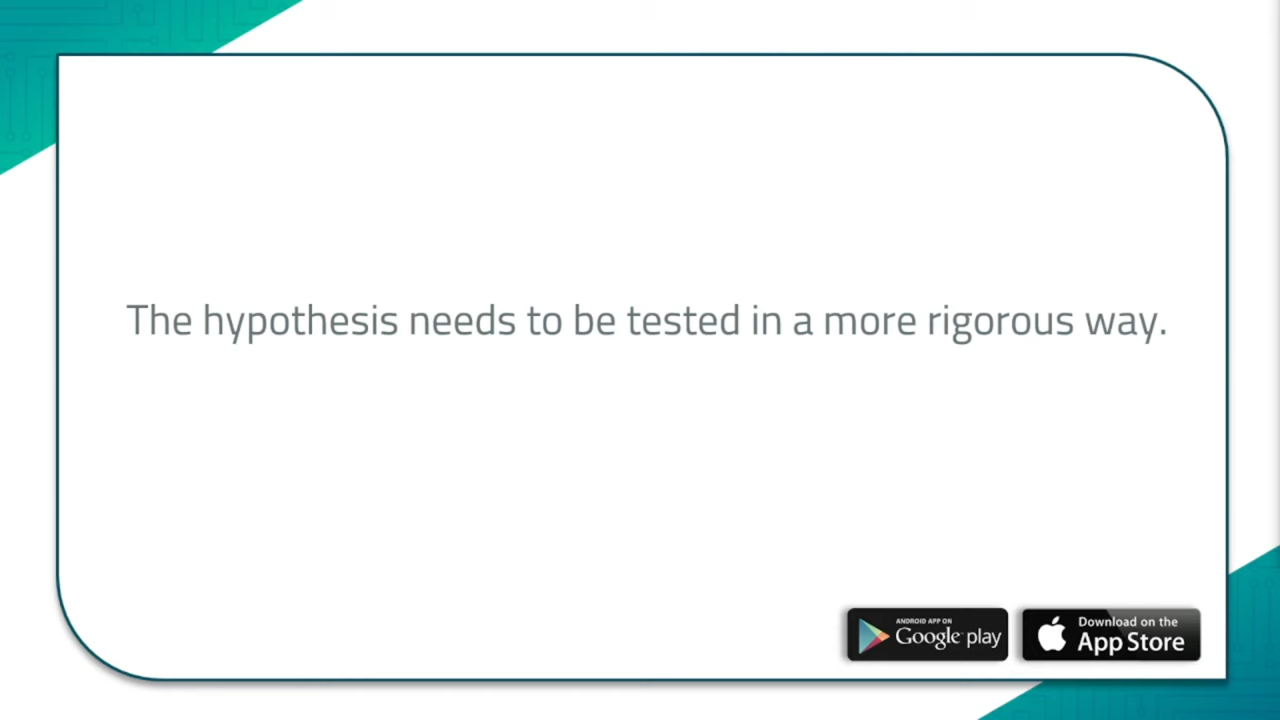 The hypothesis needs to be tested in a more rigorous way.
ANDROID APP ON
Google play
Download on the
App Store